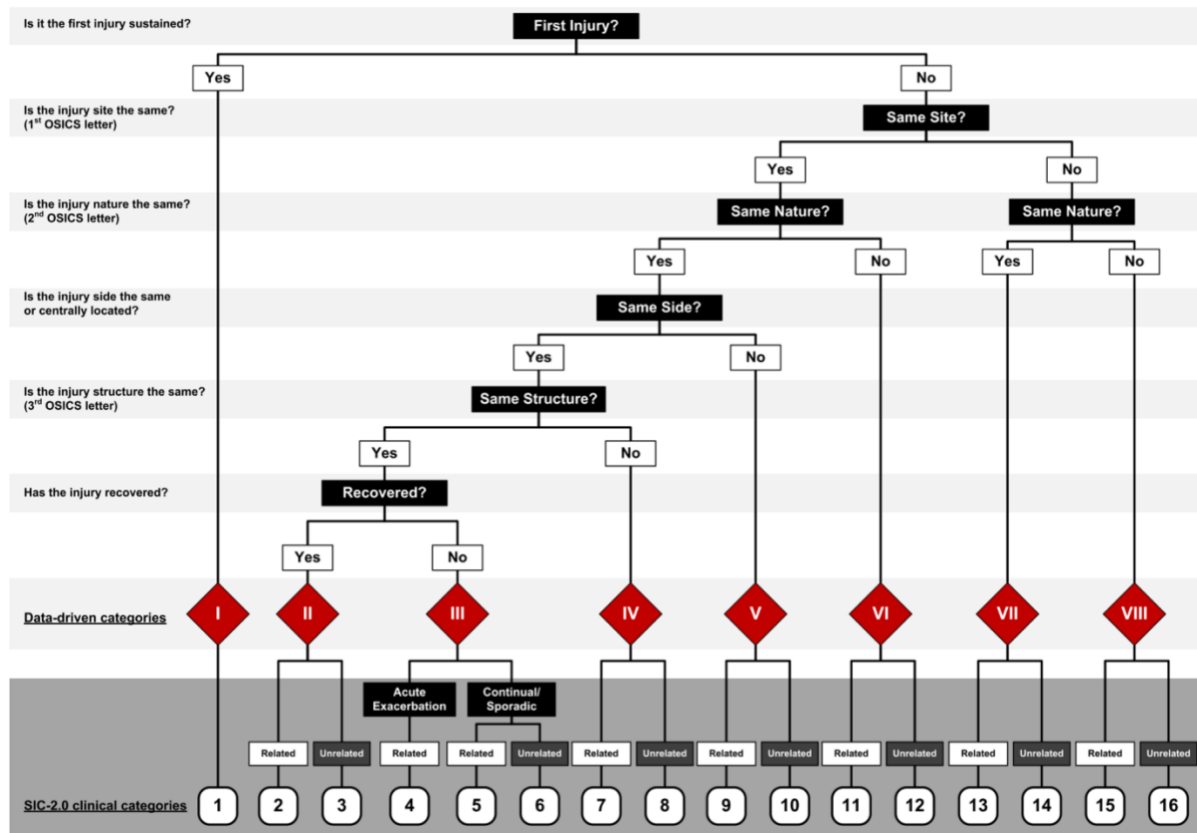 Is it the first injury sustained?
First Injury?
Yes
No
Is the injury site the same?
(1st OSICS letter)
Same Site?
Yes
No
Is the injury nature the same?
(2nd OSICS letter)
Same Nature?
Same Nature?
Yes
No
Yes
No
Is the injury side the same
or centrally located?
Same Side?
Yes
No
Is the injury structure the same?
(3rd OSICS letter)
Same Structure?
Yes
No
Has the injury recovered?
Recovered?
Yes
No
Data-driven categories
I
II
III
IV
V
VI
VII
VIII
Acute
Exacerbation
Continual/
Sporadic
Related
Unrelated
Related
Related
Unrelated
Related
Unrelated
Related
Unrelated
Related
Unrelated
Related
Unrelated
Related
Unrelated
SIC-2.0 clinical categories
1
2
3
4
5
6
7
8
9
10
11
12
13
14
15
16